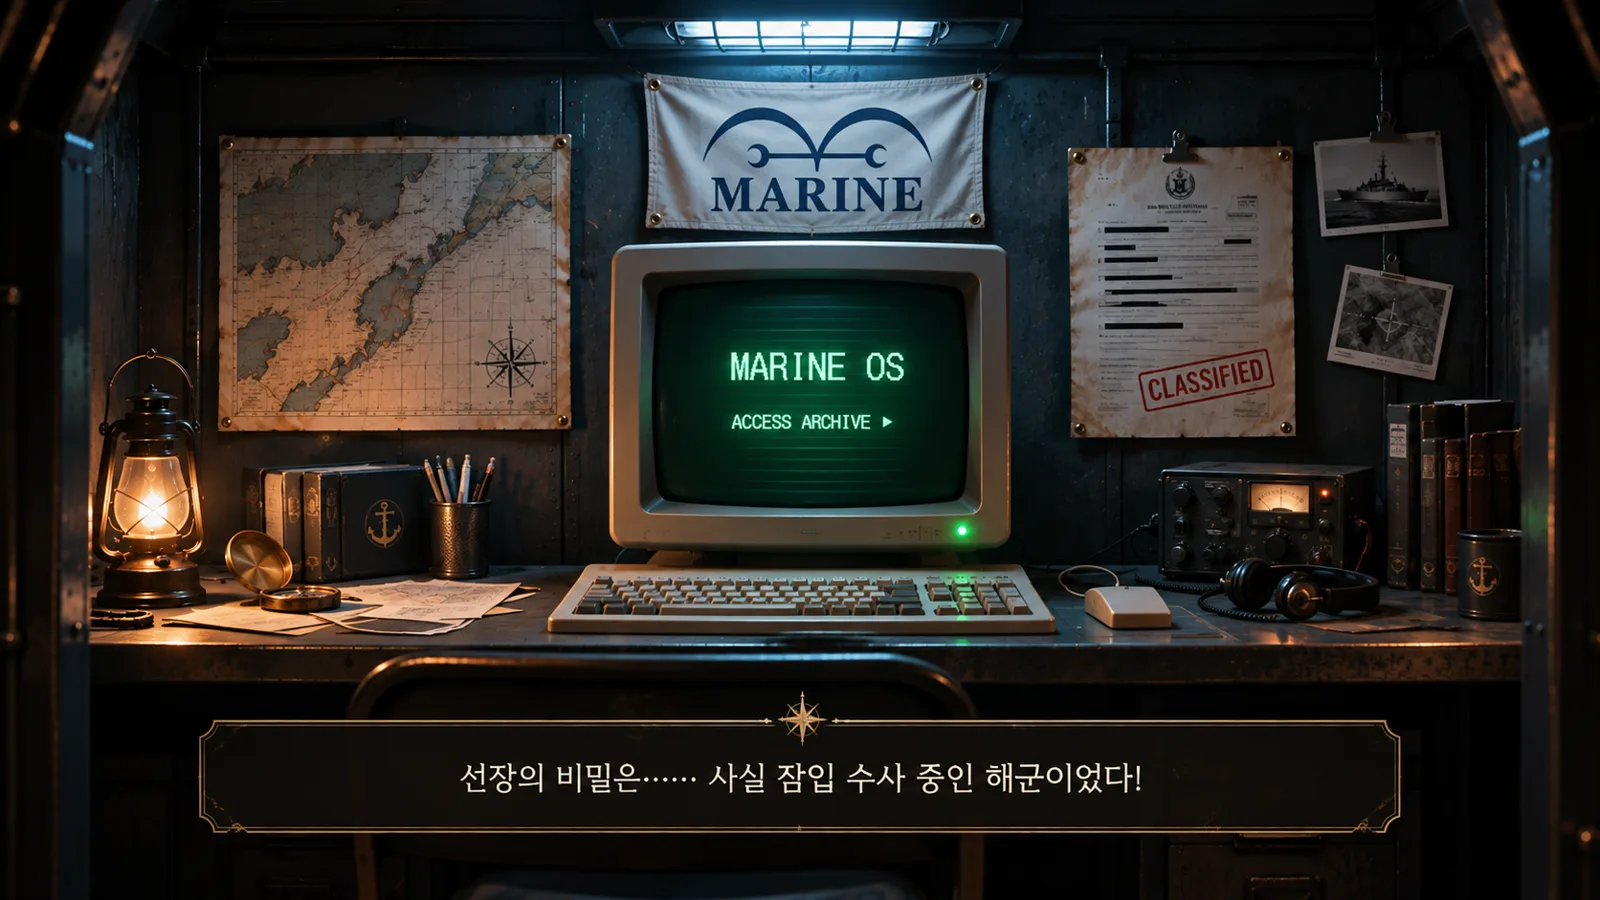 MARINE
MARINE OS
ACCESS ARCHIVE ▶
CLASSIFIED
선장의 비밀은…… 사실 잠입 수사 중인 해군이었다!